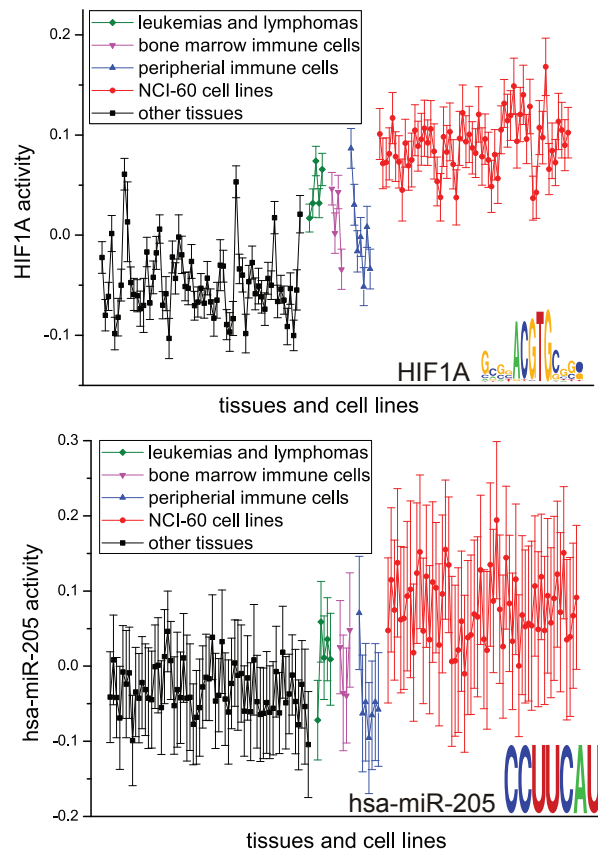 0.2
0.1
0.0
-0.1
HIF1A activity
leukemias and lymphomas
bone marrow immune cells
peripherial immune cells
NCI-60 cell lines
other tissues
HIF1A
ACGTG
tissues and cell lines
0.3
0.2
0.1
0.0
-0.1
-0.2
hsa-miR-205 activity
leukemias and lymphomas
bone marrow immune cells
peripherial immune cells
NCI-60 cell lines
other tissues
hsa-miR-205
CCUUCAU
tissues and cell lines